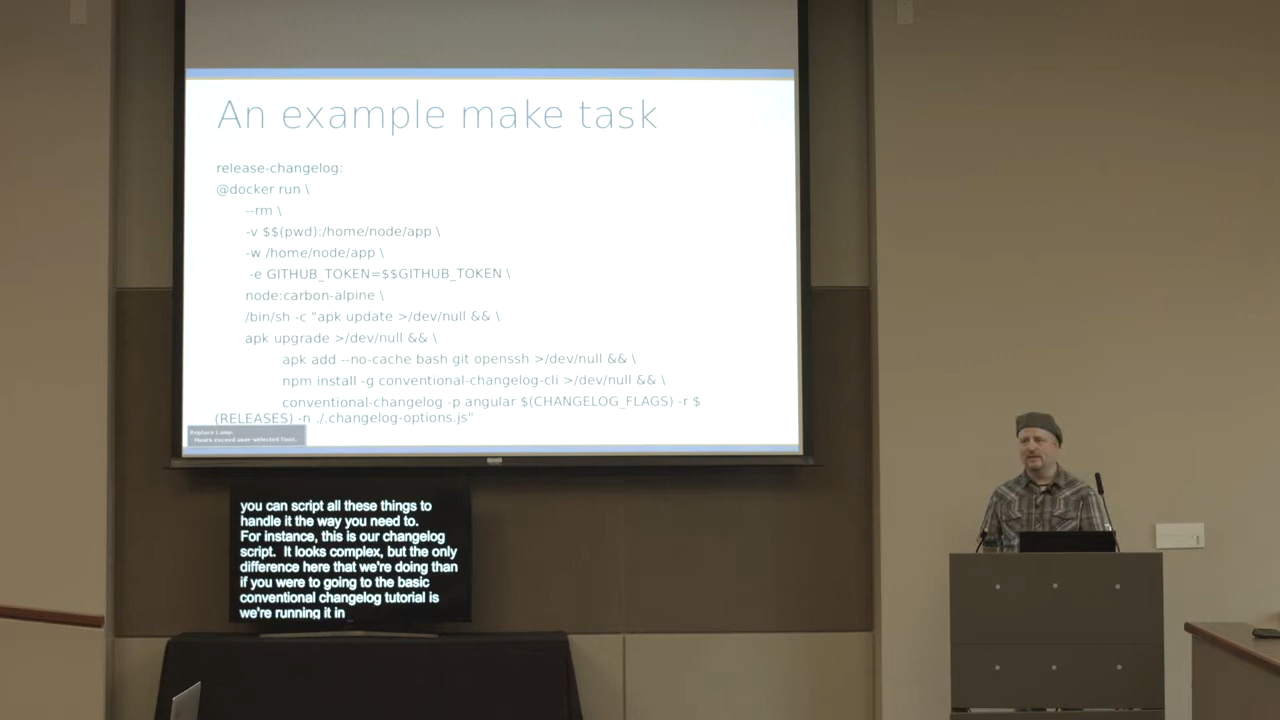 An example make task
release-changelog:
@docker run \
--rm \
-v $$(pwd):/home/node/app \
-w /home/node/app \
-e GITHUB_TOKEN=$$GITHUB_TOKEN \
node:carbon-alpine \
/bin/sh -c "apk update >/dev/null && \
apk upgrade >/dev/null && \
apk add --no-cache bash git openssh >/dev/null && \
npm install -g conventional-changelog-cli >/dev/null && \
conventional-changelog -p angular $(CHANGELOG_FLAGS) -r $
(RELEASES) -n ./.changelog-options.js"
Replace Lamp:
- Hours exceed user-selected limit.
you can script all these things to
handle it the way you need to.
For instance, this is our changelog
script.  It looks complex, but the only
difference here that we're doing than
if you were to going to the basic
conventional changelog tutorial is
we're running it in